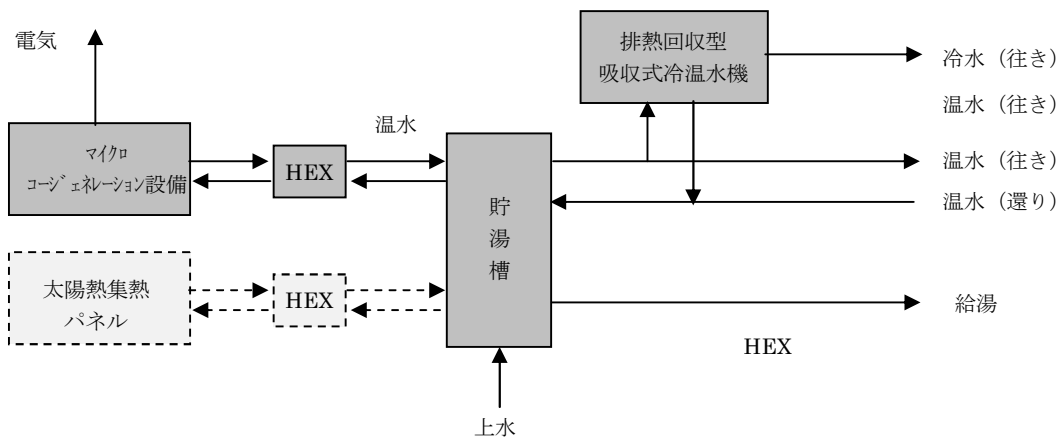 電気
排熱回収型
吸収式冷温水機
冷水（往き）
温水（往き）
温水
マイクロ
コージェネレーション設備
HEX
温水（往き）
温水（還り）
貯
湯
槽
太陽熱集熱
パネル
HEX
給湯
HEX
上水